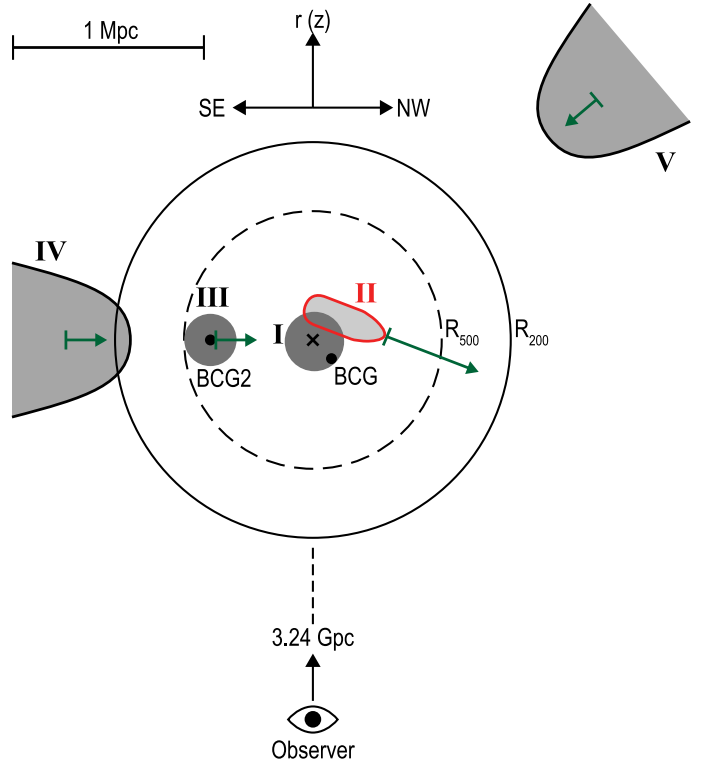 1 Mpc
r (z)
SE
NW
V
IV
III
II
I
R500
R200
BCG2
BCG
3.24 Gpc
Observer